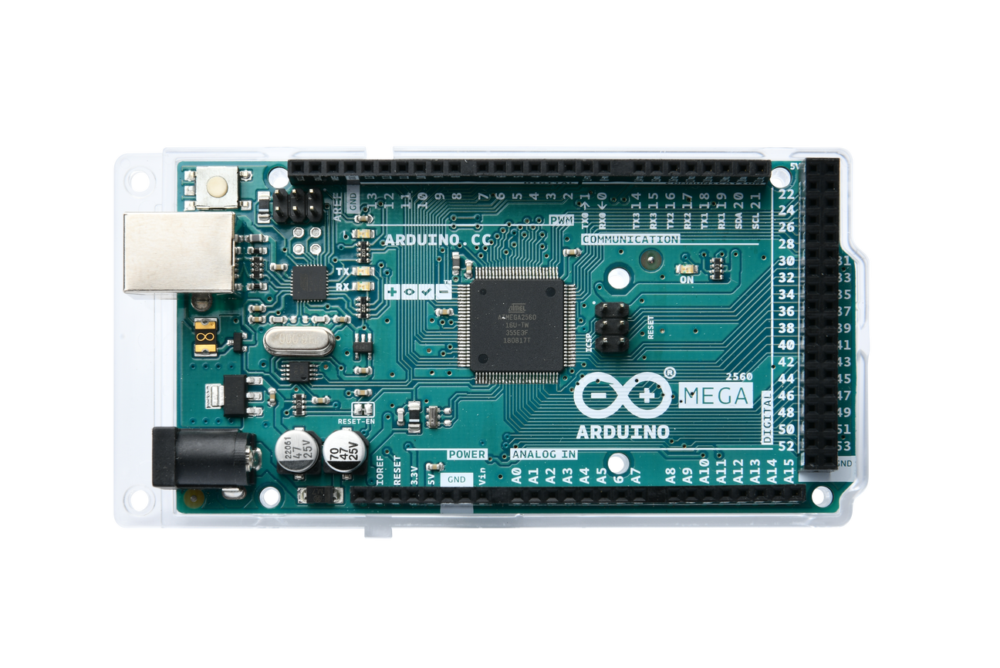 5V
AREF
GND
13
12
11
10
9
8
7
6
5
4
3
2
TX0→1
RX0←0
TX3 14
RX3 15
TX2 16
RX2 17
TX1 18
RX1 19
SDA 20
SCL 21
PWM
COMMUNICATION
L
TX
RX
ARDUINO.CC
TM
ON
ATMEL
ATMEGA2560
16U-TW
355E3F
180817T
ICSP
RESET
22
24
26
28
30
32
34
36
38
40
42
44
46
48
50
52
31
33
35
37
39
41
43
45
47
49
51
53
GND
DIGITAL
2560
MEGA
®
ARDUINO
RESET-EN
22061
47
25V
70
47
25V
POWER
ANALOG IN
IOREF
RESET
3.3V
5V
GND
Vin
A0
A1
A2
A3
A4
A5
6
A7
A8
A9
A10
A11
A12
A13
A14
A15